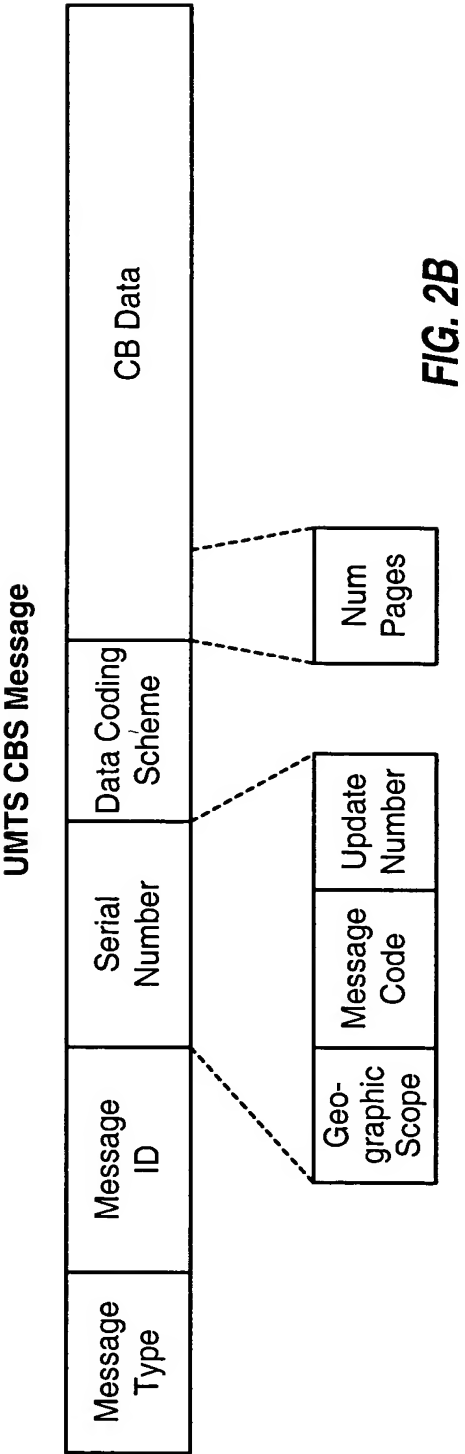 UMTS CBS Message
Message
Type
Message
ID
Serial
Number
Data Coding
Scheme
CB Data
Geo-
graphic
Scope
Message
Code
Update
Number
Num
Pages
FIG. 2B